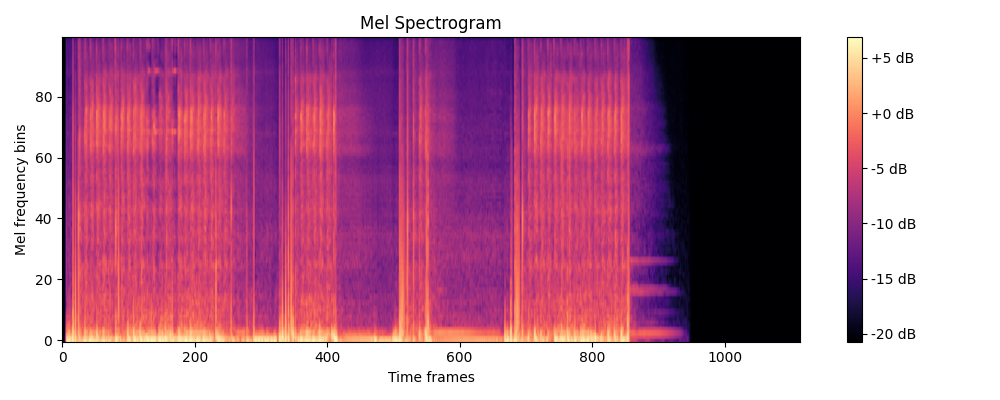 Mel Spectrogram
Mel frequency bins
80
60
40
20
0
0 200 400 600 800 1000
Time frames
+5 dB
+0 dB
-5 dB
-10 dB
-15 dB
-20 dB